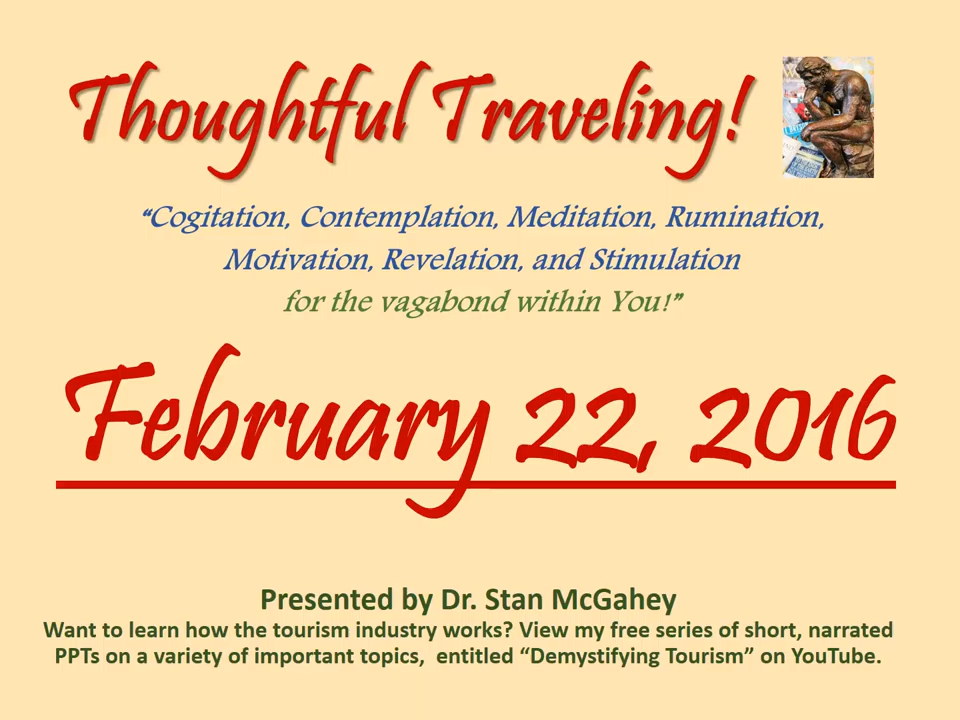 Thoughtful Traveling!
“Cogitation, Contemplation, Meditation, Rumination,
Motivation, Revelation, and Stimulation
for the vagabond within You!”
February 22, 2016
Presented by Dr. Stan McGahey
Want to learn how the tourism industry works? View my free series of short, narrated
PPTs on a variety of important topics, entitled “Demystifying Tourism” on YouTube.